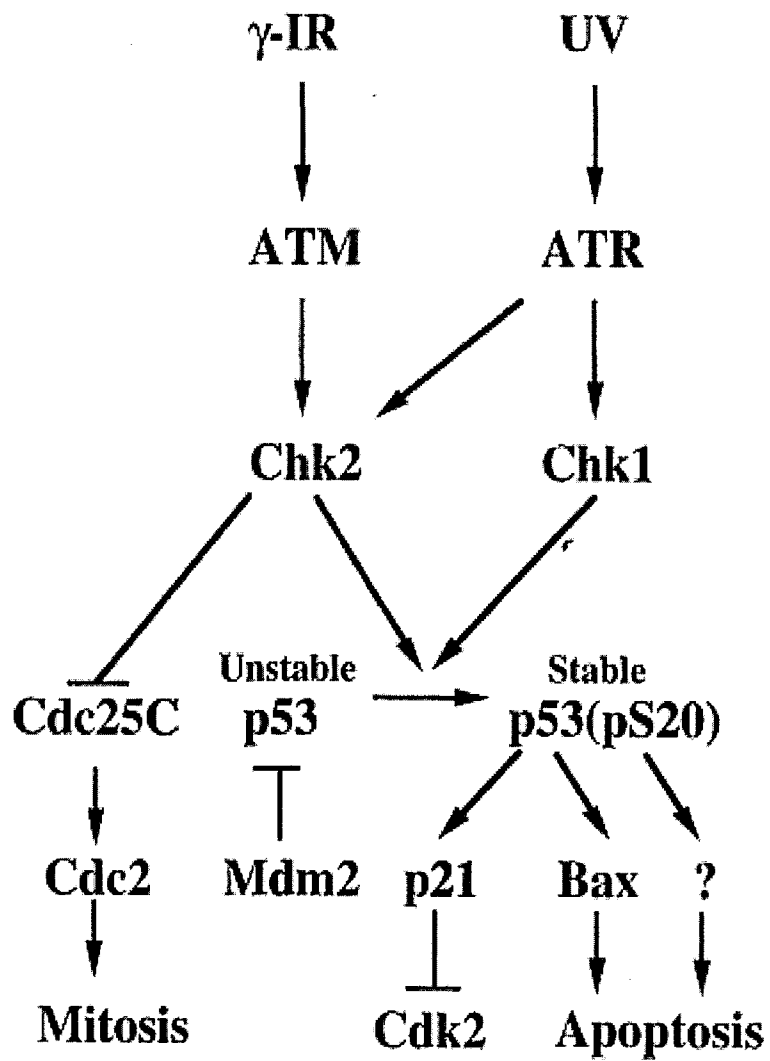 γ-IR UV
ATM ATR
Chk2 Chk1
Unstable Stable
Cdc25C p53 p53(pS20)
Cdc2 Mdm2 p21 Bax ?
Mitosis Cdk2 Apoptosis